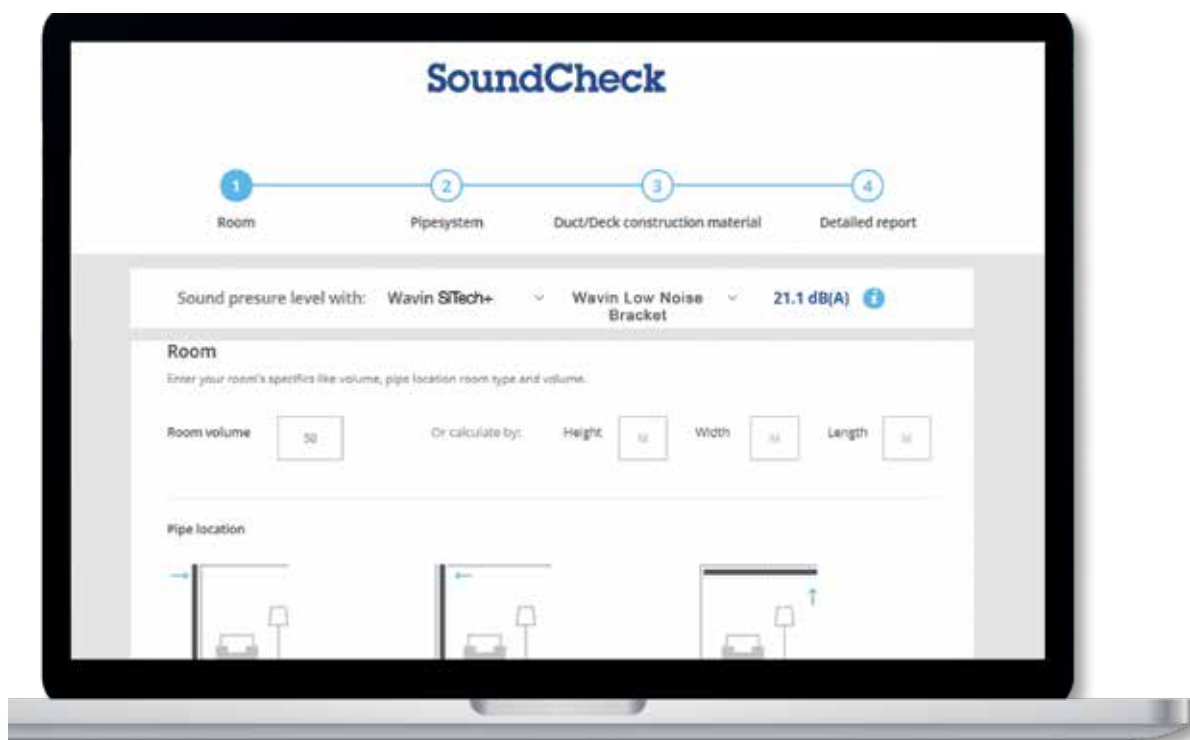 SoundCheck
1 2 3 4
Room Pipesystem Duct/Deck construction material Detailed report
Sound presure level with: Wavin SiTech+ Wavin Low Noise Bracket 21.1 dB(A) i
Room
Enter your room's specifics like volume, pipe location room type and volume.
Room volume 50 Or calculate by: Height M Width M Length M
Pipe location